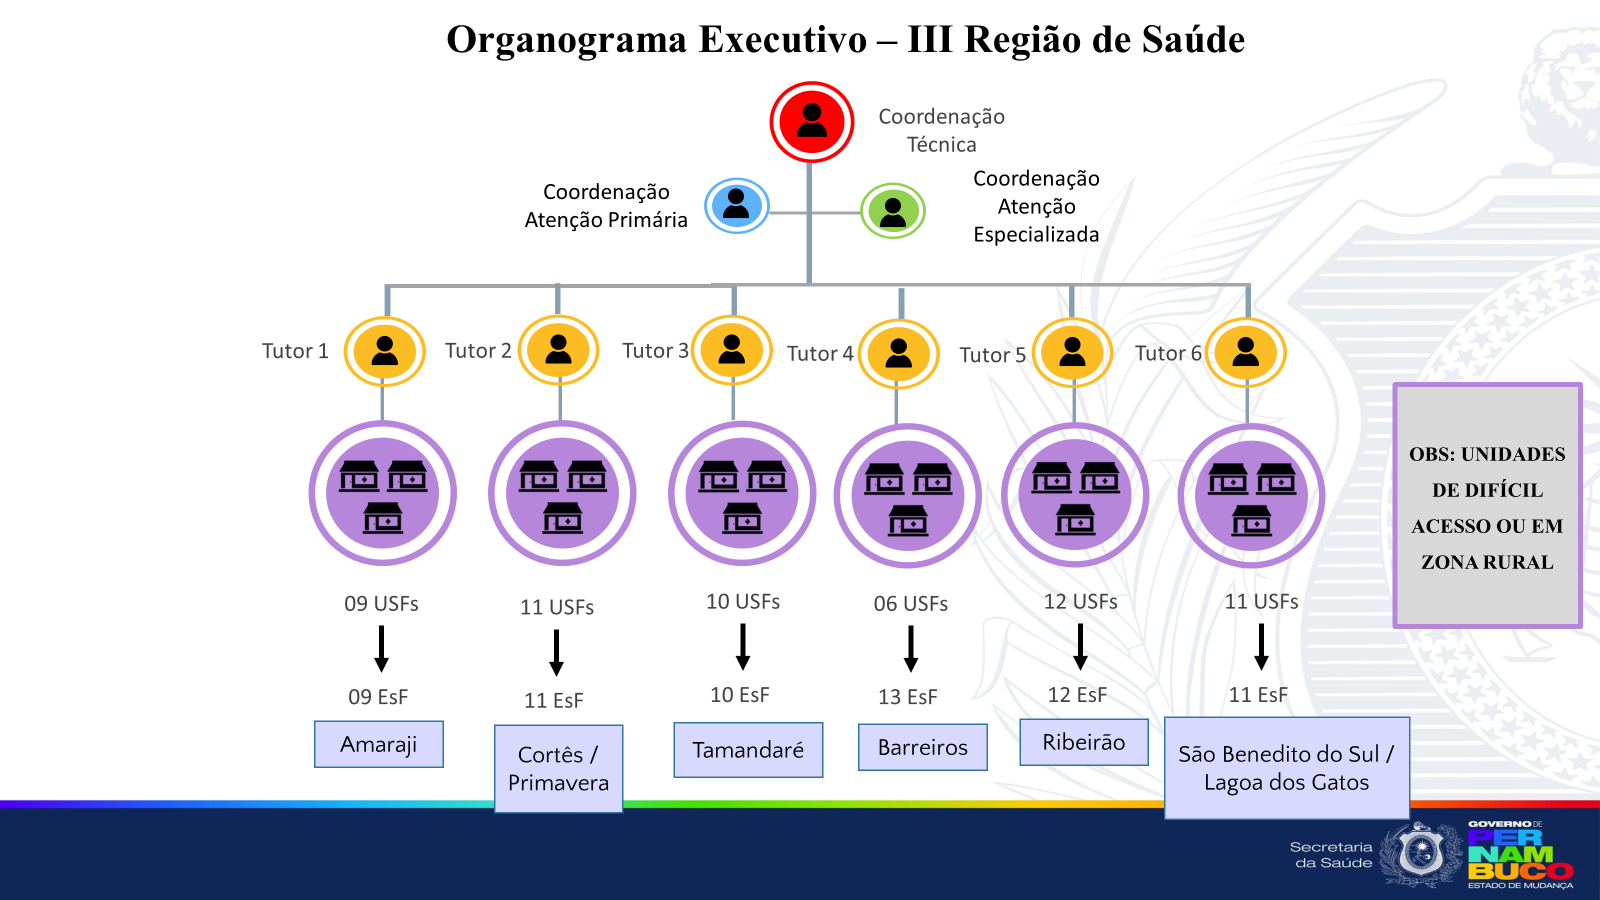 Organograma Executivo – III Região de Saúde
Coordenação
Técnica
Coordenação
Atenção Primária
Coordenação
Atenção
Especializada
Tutor 1
Tutor 2
Tutor 3
Tutor 4
Tutor 5
Tutor 6
OBS: UNIDADES
DE DIFÍCIL
ACESSO OU EM
ZONA RURAL
09 USFs
11 USFs
10 USFs
06 USFs
12 USFs
11 USFs
09 EsF
11 EsF
10 EsF
13 EsF
12 EsF
11 EsF
Amaraji
Cortês /
Primavera
Tamandaré
Barreiros
Ribeirão
São Benedito do Sul /
Lagoa dos Gatos
Secretaria
da Saúde
GOVERNO DE
PER
NAM
BUCO
ESTADO DE MUDANÇA